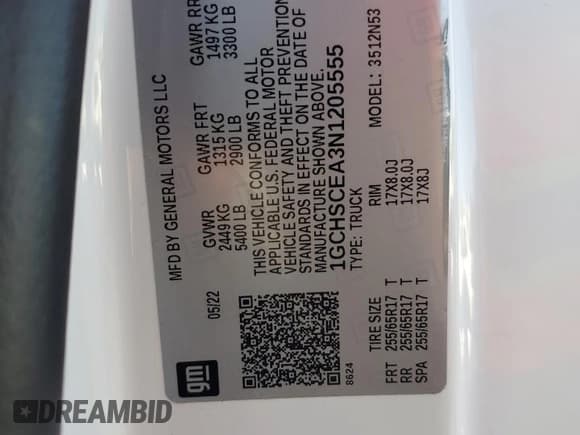 MFD BY GENERAL MOTORS LLC
05/22
GVWR
2449 KG
5400 LB
GAWR FRT
1315 KG
2900 LB
GAWR RR
1497 KG
3300 LB
THIS VEHICLE CONFORMS TO ALL
APPLICABLE U.S. FEDERAL MOTOR
VEHICLE SAFETY AND THEFT PREVENTION
STANDARDS IN EFFECT ON THE DATE OF
MANUFACTURE SHOWN ABOVE.
1GCHSCEA3N1205555
TYPE: TRUCK
MODEL: 3512N53
gm
8624
TIRE SIZE RIM
FRT 255/65R17 T 17X8.0J
RR 255/65R17 T 17X8.0J
SPA 255/65R17 T 17X8J
DREAMBID